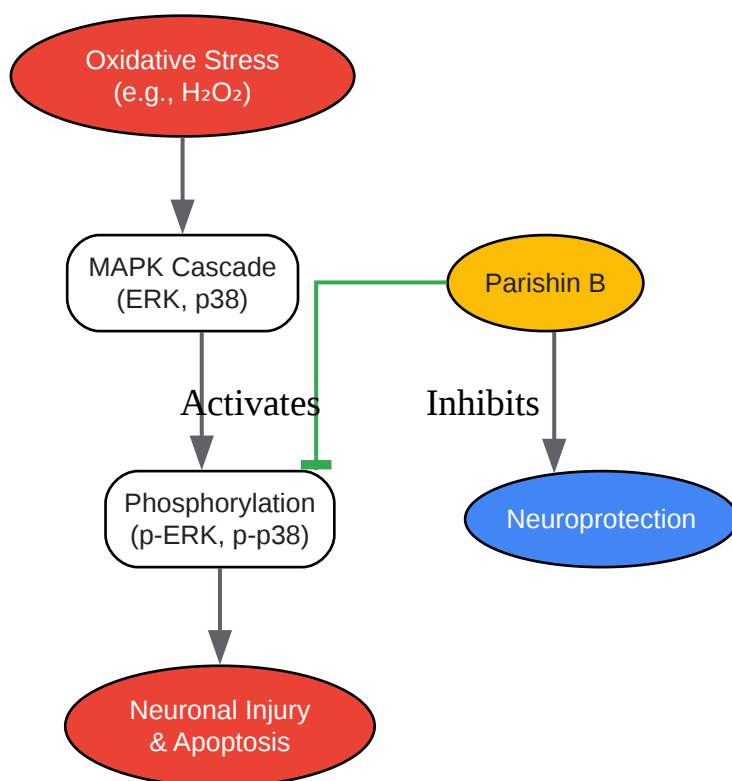 Oxidative Stress
(e.g., H₂O₂)
MAPK Cascade
(ERK, p38)
Parishin B
Activates
Inhibits
Phosphorylation
(p-ERK, p-p38)
Neuroprotection
Neuronal Injury
& Apoptosis